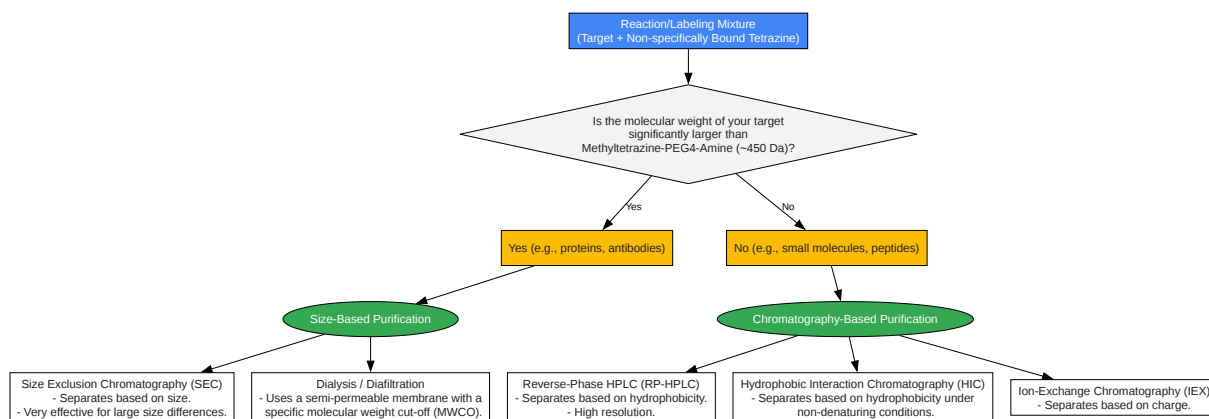 Reaction/Labeling Mixture
(Target + Non-specifically Bound Tetrazine)
Is the molecular weight of your target
significantly larger than
Methyltetrazine-PEG4-Amine (~450 Da)?
Yes
No
Yes (e.g., proteins, antibodies)
No (e.g., small molecules, peptides)
Size-Based Purification
Chromatography-Based Purification
Size Exclusion Chromatography (SEC)
- Separates based on size.
- Very effective for large size differences.
Dialysis / Diafiltration
- Uses a semi-permeable membrane with a
specific molecular weight cut-off (MWCO).
Reverse-Phase HPLC (RP-HPLC)
- Separates based on hydrophobicity.
- High resolution.
Hydrophobic Interaction Chromatography (HIC)
- Separates based on hydrophobicity under
non-denaturing conditions.
Ion-Exchange Chromatography (IEX)
- Separates based on charge.